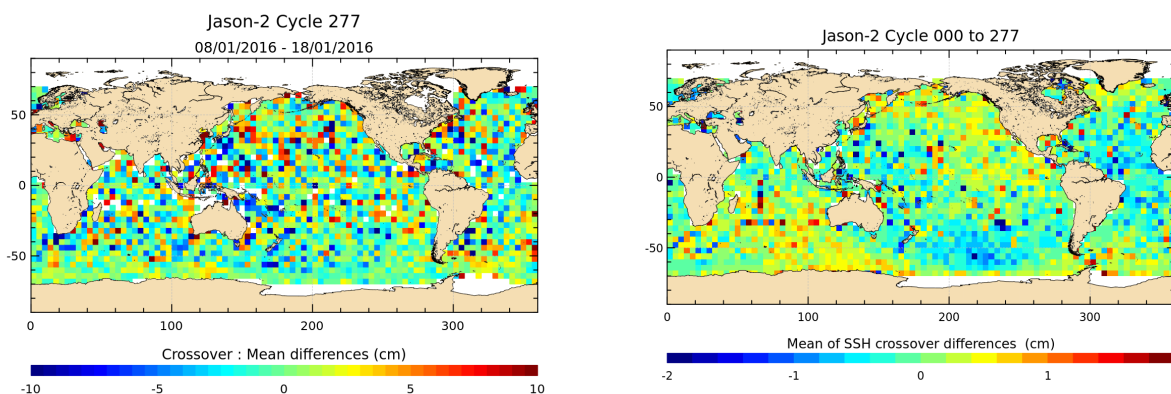 Jason-2 Cycle 277
08/01/2016 - 18/01/2016
50
0
-50
0 100 200 300
Crossover : Mean differences (cm)
-10 -5 0 5 10
Jason-2 Cycle 000 to 277
50
0
-50
0 100 200 300
Mean of SSH crossover differences (cm)
-2 -1 0 1